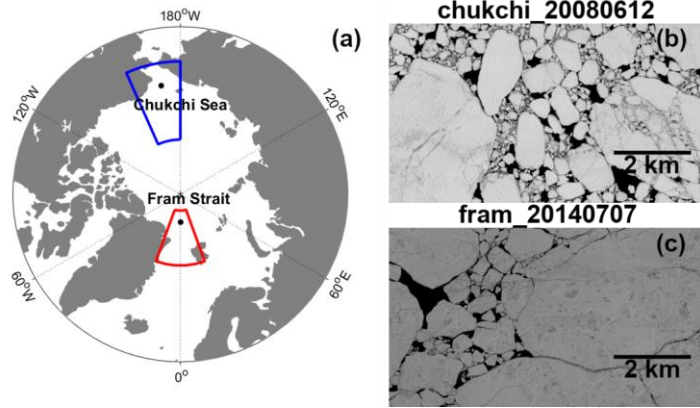 180°W
(a)
120°W
120°E
Chukchi Sea
Fram Strait
60°W
60°E
0°
chukchi_20080612
(b)
2 km
fram_20140707
(c)
2 km